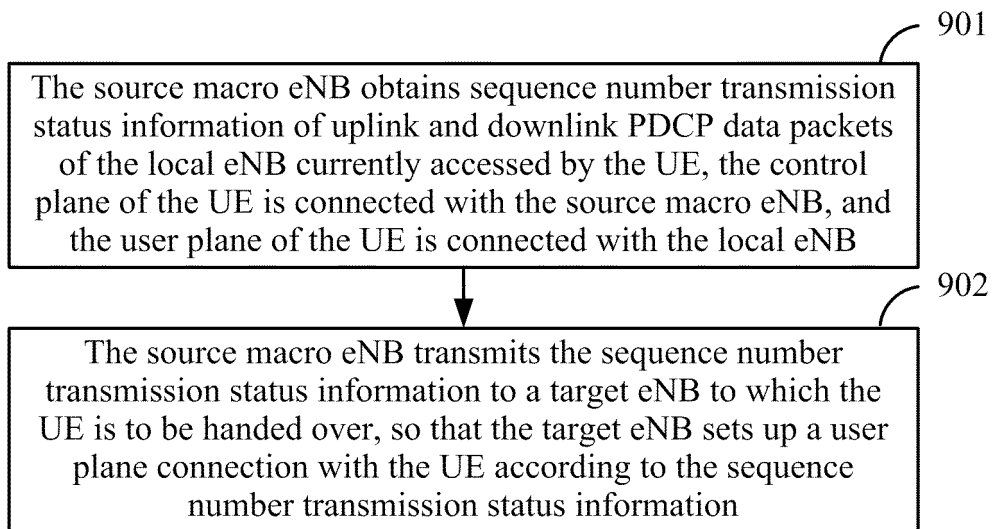 901
The source macro eNB obtains sequence number transmission
status information of uplink and downlink PDCP data packets
of the local eNB currently accessed by the UE, the control
plane of the UE is connected with the source macro eNB, and
the user plane of the UE is connected with the local eNB
902
The source macro eNB transmits the sequence number
transmission status information to a target eNB to which the
UE is to be handed over, so that the target eNB sets up a user
plane connection with the UE according to the sequence
number transmission status information